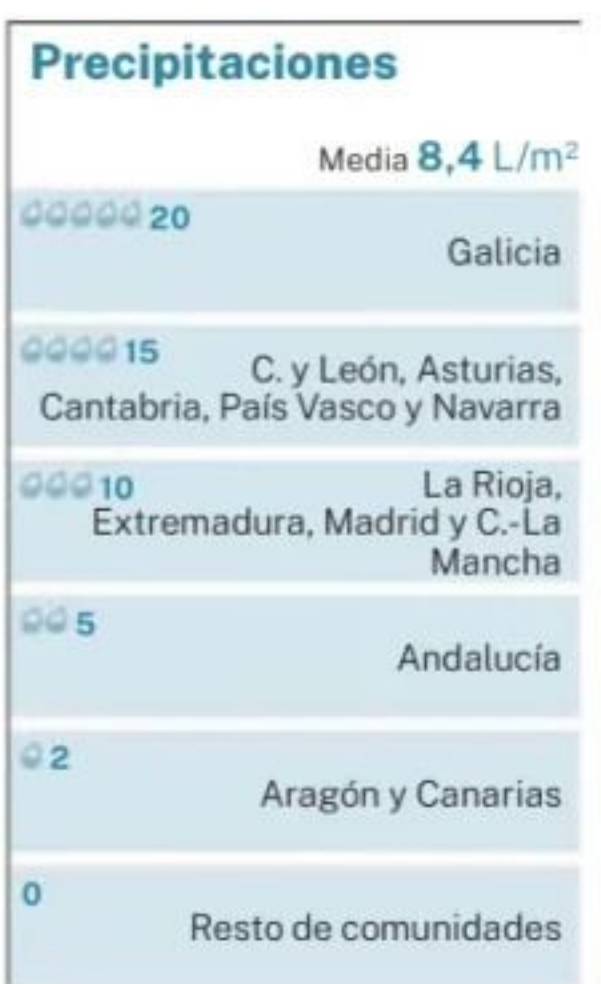 Precipitaciones
Media 8,4 L/m²
20
Galicia
15
C. y León, Asturias,
Cantabria, País Vasco y Navarra
10
La Rioja,
Extremadura, Madrid y C.-La
Mancha
5
Andalucía
2
Aragón y Canarias
0
Resto de comunidades